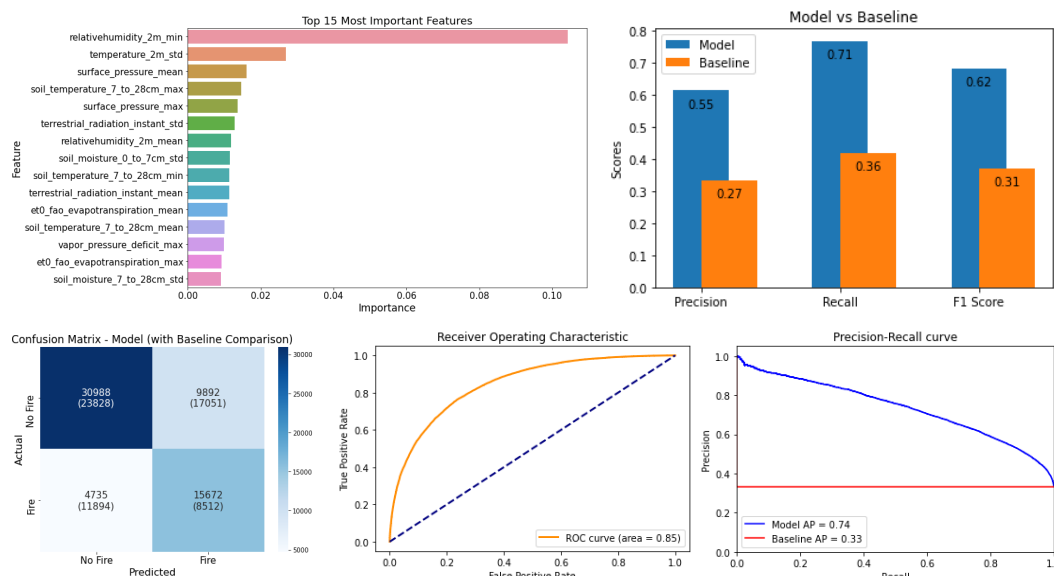 Top 15 Most Important Features
relativehumidity_2m_min
temperature_2m_std
surface_pressure_mean
soil_temperature_7_to_28cm_max
surface_pressure_max
terrestrial_radiation_instant_std
relativehumidity_2m_mean
soil_moisture_0_to_7cm_std
soil_temperature_7_to_28cm_min
terrestrial_radiation_instant_mean
et0_fao_evapotranspiration_mean
soil_temperature_7_to_28cm_mean
vapor_pressure_deficit_max
et0_fao_evapotranspiration_max
soil_moisture_7_to_28cm_std
Feature
0.00 0.02 0.04 0.06 0.08 0.10
Importance
Model vs Baseline
Model
Baseline
0.8
0.7
0.6
0.5
0.4
0.3
0.2
0.1
0.0
Scores
0.55
0.27
0.71
0.36
0.62
0.31
Precision Recall F1 Score
Confusion Matrix - Model (with Baseline Comparison)
Actual
No Fire
Fire
30988
(23828)
9892
(17051)
4735
(11894)
15672
(8512)
No Fire Fire
Predicted
30000
25000
20000
15000
10000
5000
Receiver Operating Characteristic
True Positive Rate
1.0
0.8
0.6
0.4
0.2
0.0
ROC curve (area = 0.85)
0.0 0.2 0.4 0.6 0.8 1.0
False Positive Rate
Precision-Recall curve
Precision
1.0
0.8
0.6
0.4
0.2
0.0
Model AP = 0.74
Baseline AP = 0.33
0.0 0.2 0.4 0.6 0.8
Recall